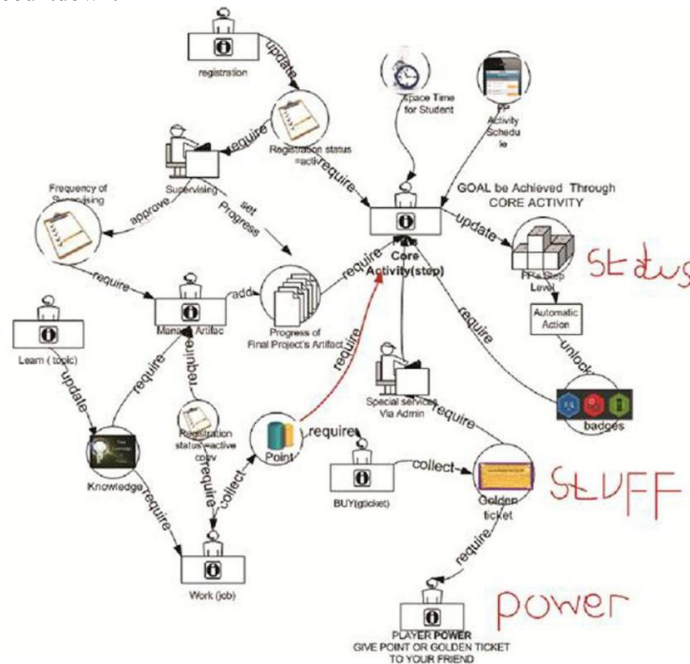 registration
update
Registration status
=active
require
Supervising
require
Space Time
for Student
Activity
Schedu
le
GOAL be Achieved Through
CORE ACTIVITY
Frequency of
approve
set
Progress
update
Core
Activity(step)
Level
Status
Automatic
Action
unlock
badges
require
require
add
require
Progress of
Final Project's Artifact
require
Learn ( topic)
update
require
require
Registration
status =active
copy
require
Knowledge
require
collect
Point
require
Special services
Via Admin
require
BUY(gticket)
collect
Golden
ticket
STUFF
Work (job)
require
power
PLAYER POWER
GIVE POINT OR GOLDEN TICKET
TO YOUR FRIEND